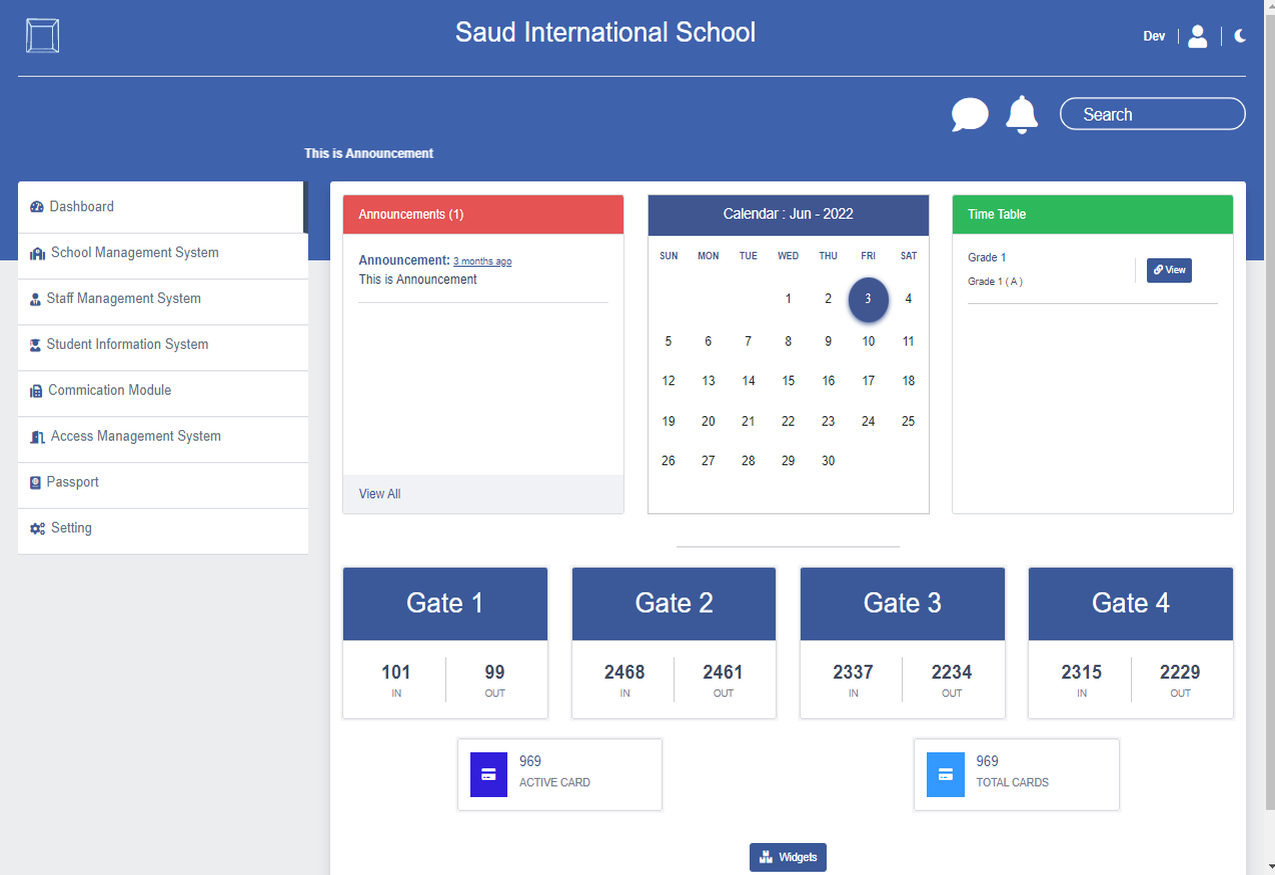 Saud International School
Dev
Search
This is Announcement
Dashboard
School Management System
Staff Management System
Student Information System
Commication Module
Access Management System
Passport
Setting
Announcements (1)
Announcement: 3 months ago
This is Announcement
View All
Calendar : Jun - 2022
SUN MON TUE WED THU FRI SAT
1 2 3 4
5 6 7 8 9 10 11
12 13 14 15 16 17 18
19 20 21 22 23 24 25
26 27 28 29 30
Time Table
Grade 1
Grade 1 ( A )
View
Gate 1
101 99
IN OUT
Gate 2
2468 2461
IN OUT
Gate 3
2337 2234
IN OUT
Gate 4
2315 2229
IN OUT
969
ACTIVE CARD
969
TOTAL CARDS
Widgets